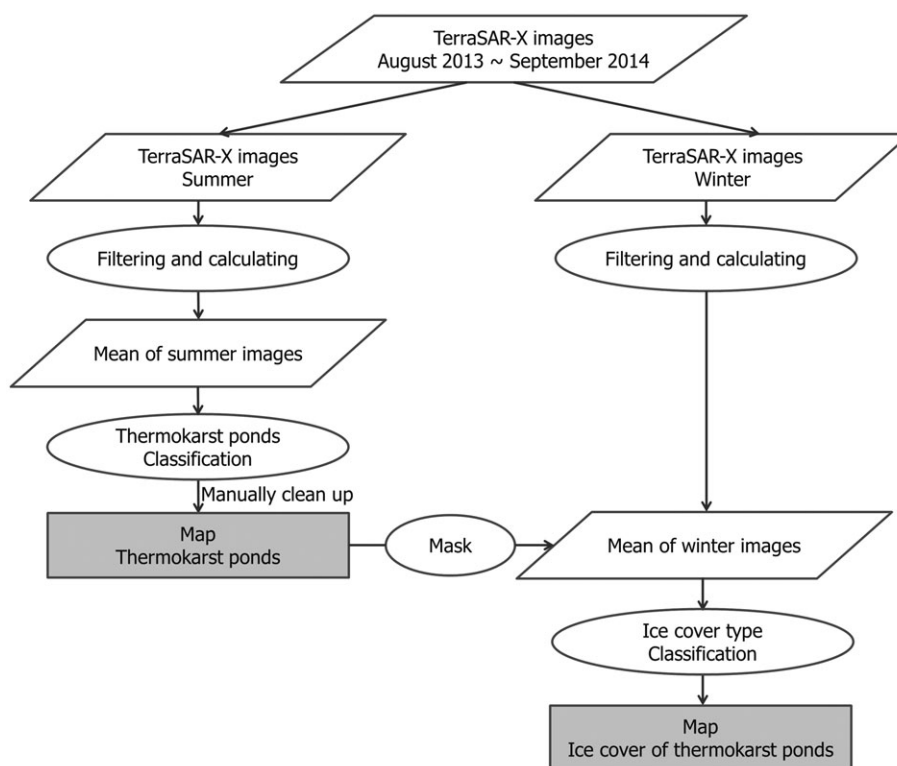 TerraSAR-X images
August 2013 ~ September 2014
TerraSAR-X images
Summer
TerraSAR-X images
Winter
Filtering and calculating
Filtering and calculating
Mean of summer images
Thermokarst ponds
Classification
Manually clean up
Map
Thermokarst ponds
Mask
Mean of winter images
Ice cover type
Classification
Map
Ice cover of thermokarst ponds